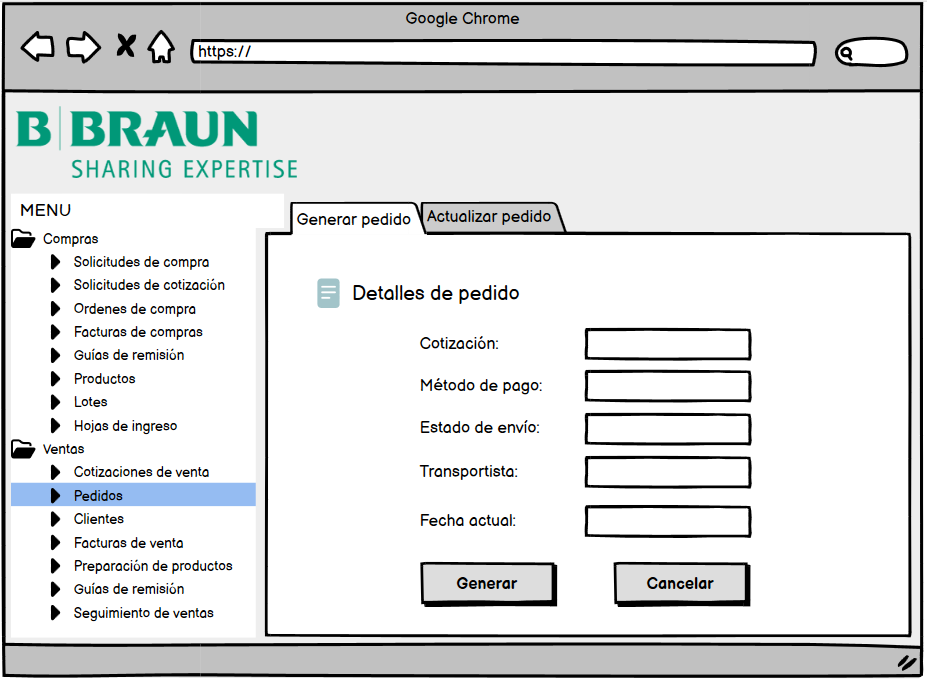 Google Chrome
https://
B BRAUN
SHARING EXPERTISE
MENU
Compras
Solicitudes de compra
Solicitudes de cotización
Ordenes de compra
Facturas de compras
Guías de remisión
Productos
Lotes
Hojas de ingreso
Ventas
Cotizaciones de venta
Pedidos
Clientes
Facturas de venta
Preparación de productos
Guías de remisión
Seguimiento de ventas
Generar pedido
Actualizar pedido
Detalles de pedido
Cotización:
Método de pago:
Estado de envío:
Transportista:
Fecha actual:
Generar
Cancelar